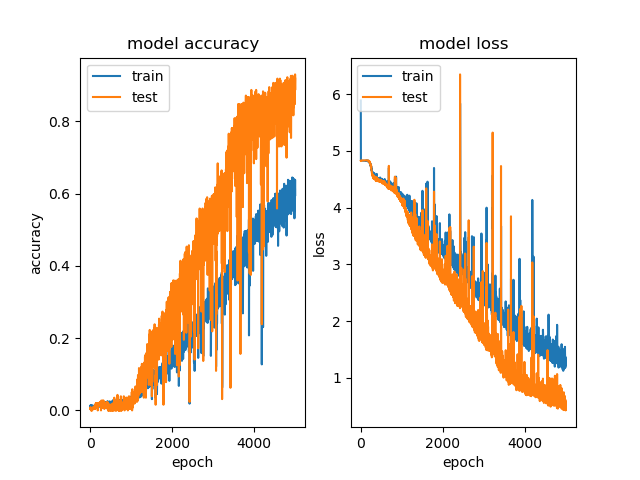 model accuracy
train
test
0.8
0.6
0.4
0.2
0.0
accuracy
0
2000
4000
epoch
model loss
train
test
6
5
4
3
2
1
loss
0
2000
4000
epoch